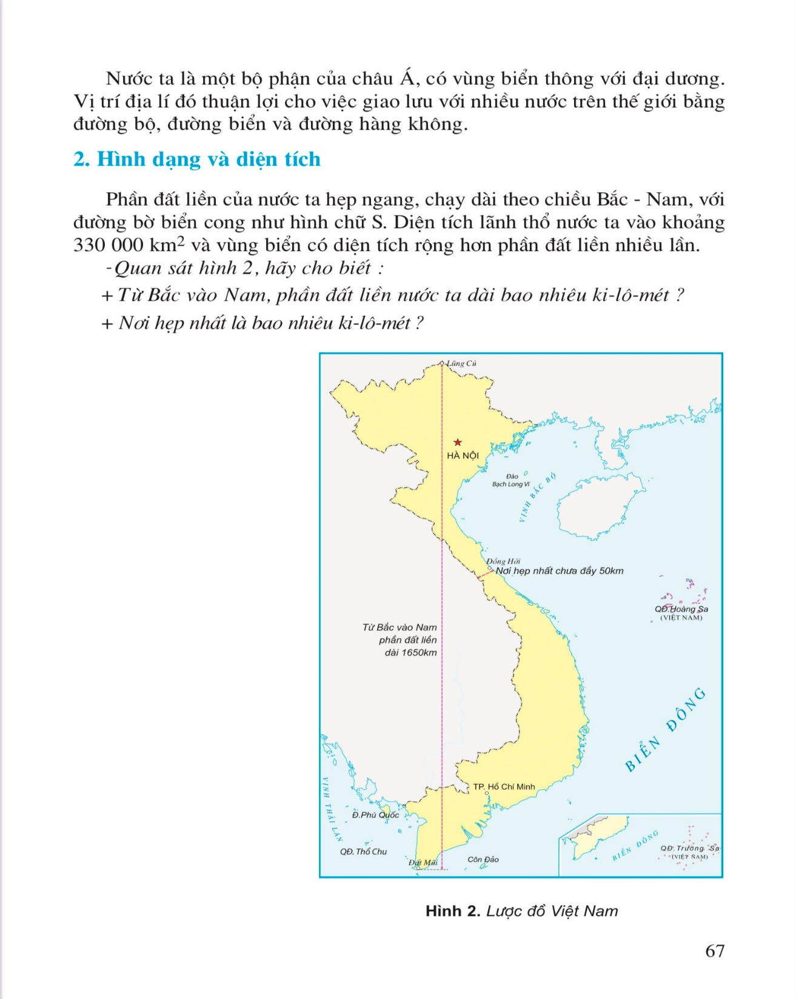 Nước ta là một bộ phận của châu Á, có vùng biển thông với đại dương.
Vị trí địa lí đó thuận lợi cho việc giao lưu với nhiều nước trên thế giới bằng
đường bộ, đường biển và đường hàng không.
2. Hình dạng và diện tích
Phần đất liền của nước ta hẹp ngang, chạy dài theo chiều Bắc - Nam, với
đường bờ biển cong như hình chữ S. Diện tích lãnh thổ nước ta vào khoảng
330 000 km² và vùng biển có diện tích rộng hơn phần đất liền nhiều lần.
- Quan sát hình 2, hãy cho biết :
+ Từ Bắc vào Nam, phần đất liền nước ta dài bao nhiêu ki-lô-mét ?
+ Nơi hẹp nhất là bao nhiêu ki-lô-mét ?
Lũng Cú
HÀ NỘI
Đảo
Bạch Long Vĩ
VỊNH BẮC BỘ
Đồng Hới
Nơi hẹp nhất chưa đầy 50km
QĐ.Hoàng Sa
(VIỆT NAM)
Từ Bắc vào Nam
phần đất liền
dài 1650km
BIỂN ĐÔNG
TP. Hồ Chí Minh
VỊNH THÁI LAN
Đ.Phú Quốc
QĐ. Thổ Chu
Đất Mũi
Côn Đảo
BIỂN ĐÔNG
QĐ. Trường Sa
(VIỆT NAM)
Hình 2. Lược đồ Việt Nam
67